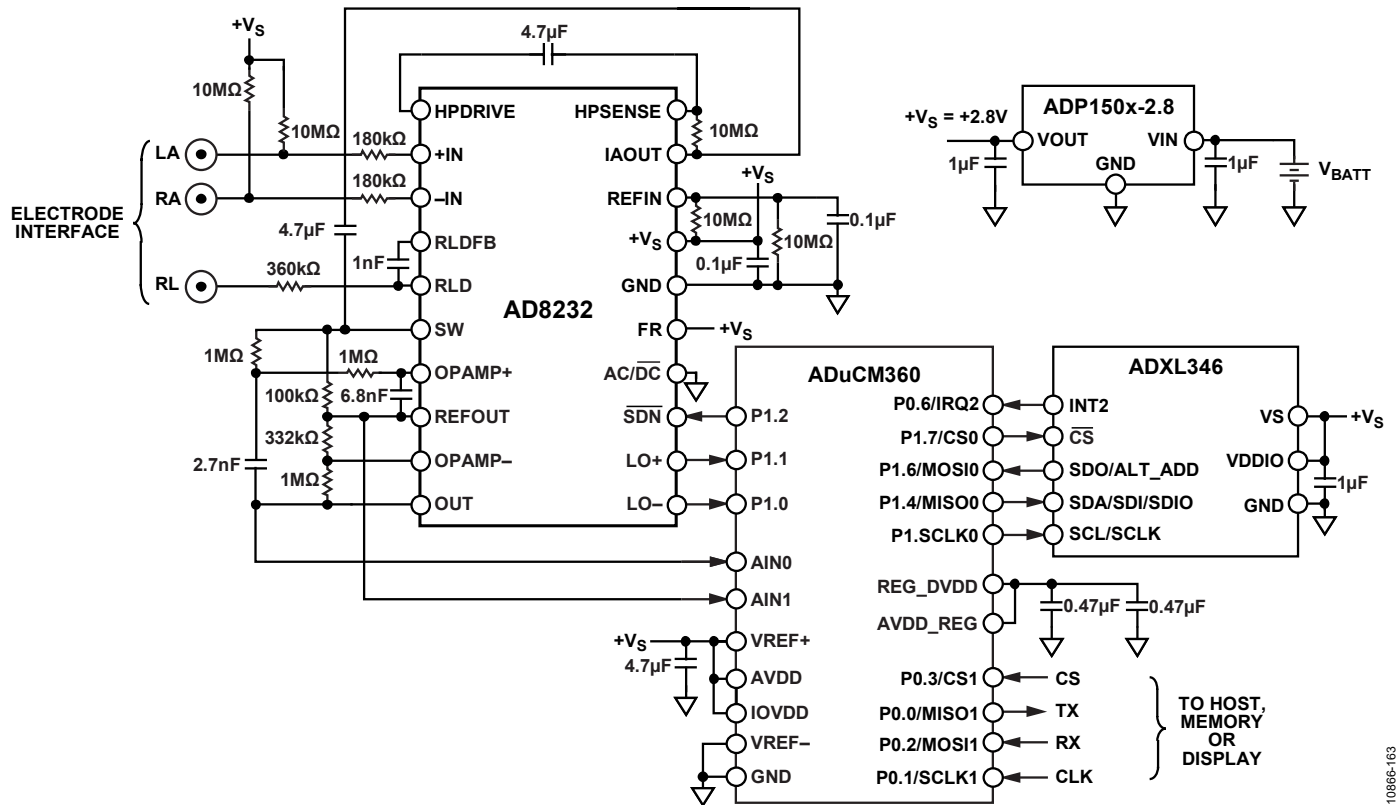 +VS
10MΩ
10MΩ
LA
RA
RL
ELECTRODE
INTERFACE
180kΩ
180kΩ
360kΩ
4.7µF
1nF
4.7µF
HPDRIVE
+IN
–IN
RLDFB
RLD
SW
OPAMP+
REFOUT
OPAMP–
OUT
AD8232
HPSENSE
IAOUT
REFIN
+VS
GND
FR
AC/DC
SDN
LO+
LO–
10MΩ
+VS
10MΩ
10MΩ
0.1µF
0.1µF
+VS
1MΩ
1MΩ
100kΩ
6.8nF
332kΩ
2.7nF
1MΩ
ADP150x-2.8
+VS = +2.8V
VOUT
VIN
GND
1µF
1µF
VBATT
ADuCM360
P1.2
P1.1
P1.0
AIN0
AIN1
VREF+
AVDD
IOVDD
VREF–
GND
+VS
4.7µF
P0.6/IRQ2
P1.7/CS0
P1.6/MOSI0
P1.4/MISO0
P1.SCLK0
REG_DVDD
AVDD_REG
P0.3/CS1
P0.0/MISO1
P0.2/MOSI1
P0.1/SCLK1
0.47µF
0.47µF
CS
TX
RX
CLK
TO HOST,
MEMORY
OR
DISPLAY
ADXL346
INT2
CS
SDO/ALT_ADD
SDA/SDI/SDIO
SCL/SCLK
VS
VDDIO
GND
+VS
1µF
10866-163